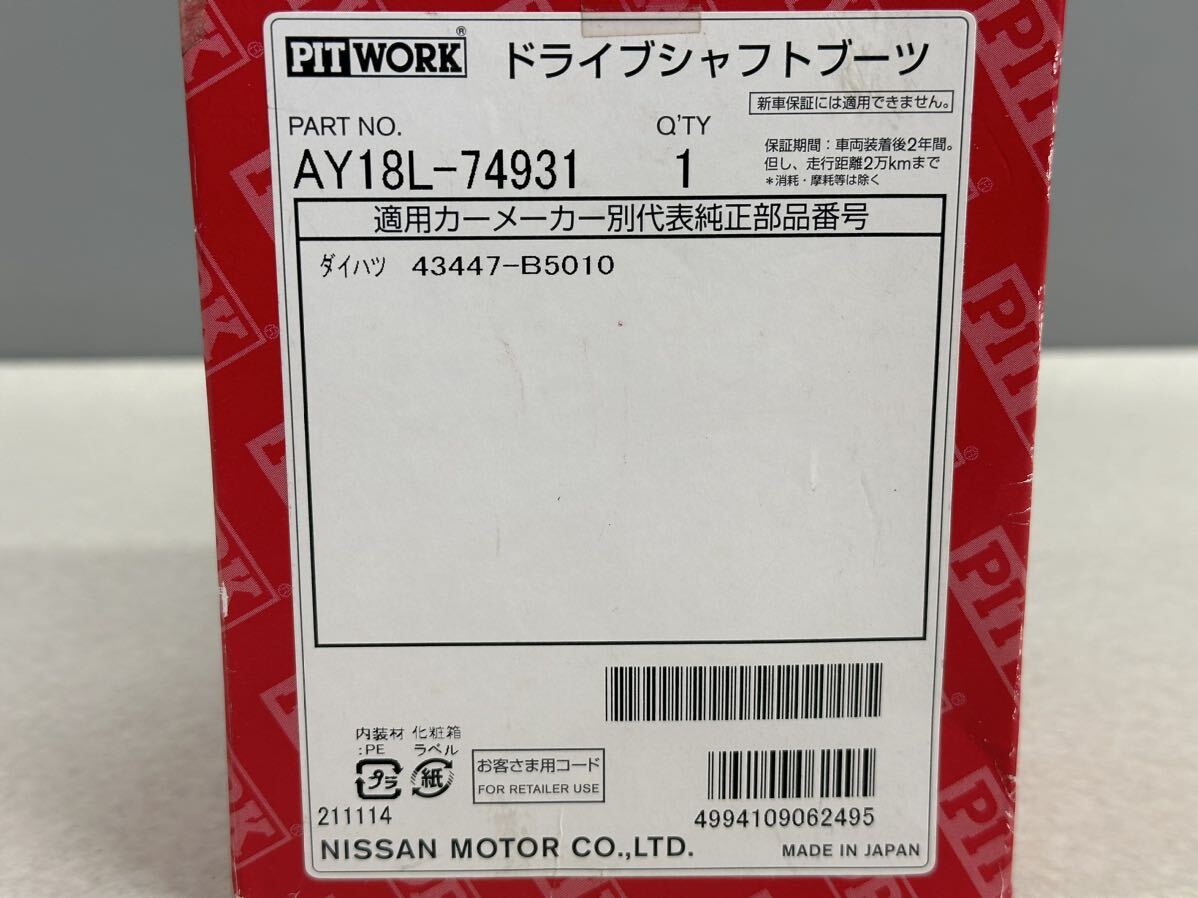 PIT WORK® ドライブシャフトブーツ
新車保証には適用できません。
PART NO. Q'TY
保証期間：車両装着後2年間。
AY18L-74931 1
但し、走行距離2万kmまで
*消耗・摩耗等は除く
適用カーメーカー別代表純正部品番号
ダイハツ 43447-B5010
内装材 化粧箱
:PE ラベル
プラ 紙
お客さま用コード
FOR RETAILER USE
211114 4994109062495
NISSAN MOTOR CO.,LTD. MADE IN JAPAN